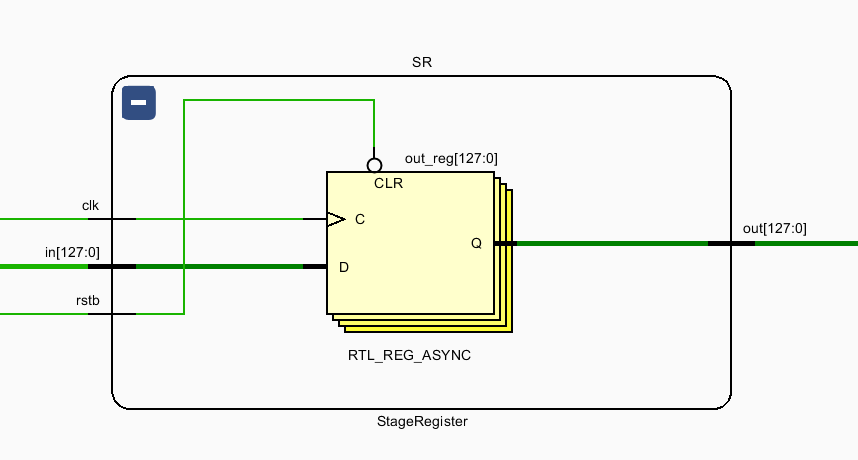 SR
out_reg[127:0]
CLR
clk
C
out[127:0]
Q
in[127:0]
D
rstb
RTL_REG_ASYNC
StageRegister